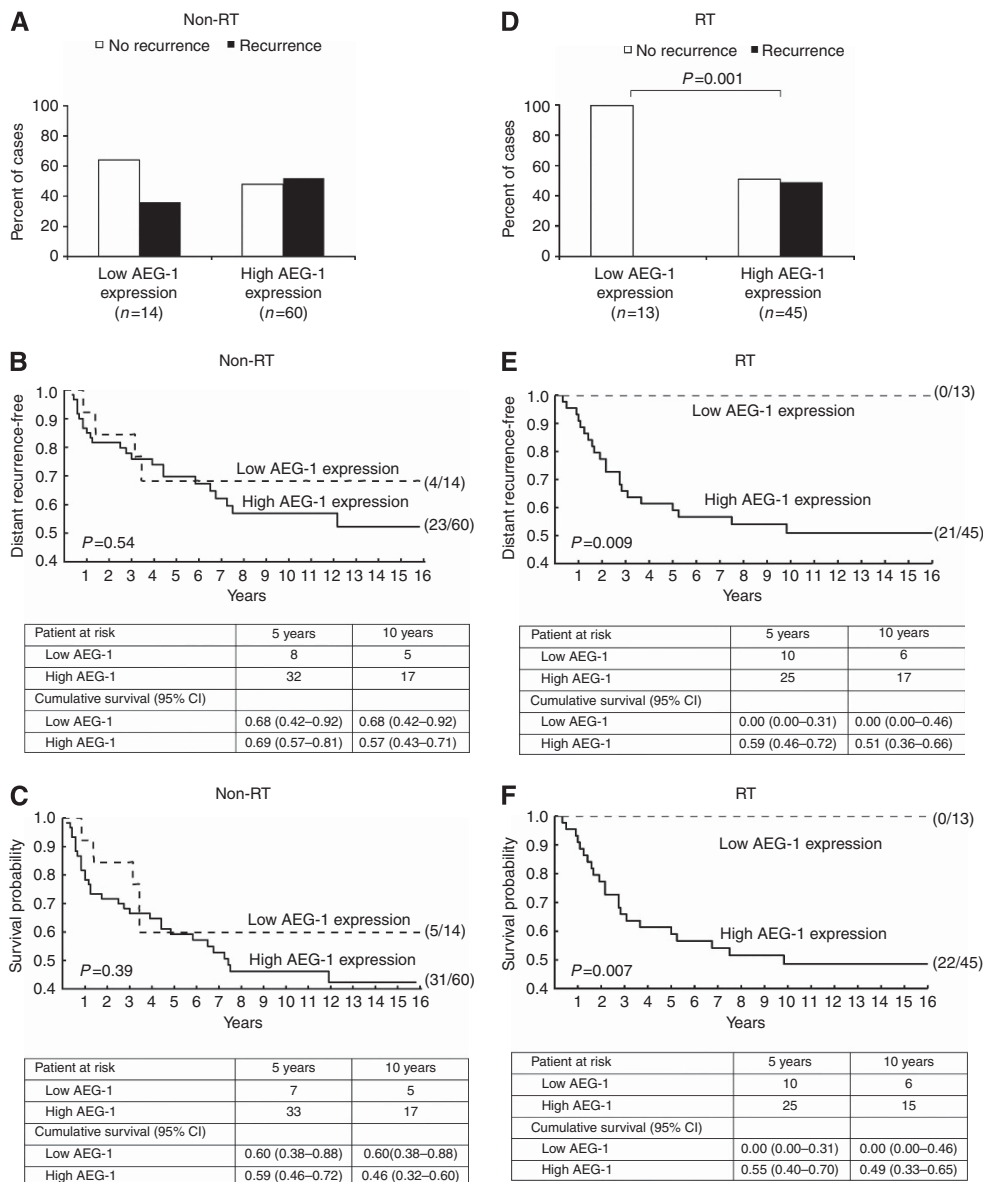 A
Non-RT
No recurrence Recurrence
Percent of cases
100
80
60
40
20
0
Low AEG-1 expression (n=14)
High AEG-1 expression (n=60)
D
RT
No recurrence Recurrence
P=0.001
Percent of cases
100
80
60
40
20
0
Low AEG-1 expression (n=13)
High AEG-1 expression (n=45)
B
Non-RT
Distant recurrence-free
1.0
0.9
0.8
0.7
0.6
0.5
0.4
Low AEG-1 expression
(4/14)
High AEG-1 expression
(23/60)
P=0.54
1 2 3 4 5 6 7 8 9 10 11 12 13 14 15 16
Years
Patient at risk 5 years 10 years
Low AEG-1 8 5
High AEG-1 32 17
Cumulative survival (95% CI)
Low AEG-1 0.68 (0.42–0.92) 0.68 (0.42–0.92)
High AEG-1 0.69 (0.57–0.81) 0.57 (0.43–0.71)
E
RT
Distant recurrence-free
1.0
0.9
0.8
0.7
0.6
0.5
0.4
(0/13)
Low AEG-1 expression
High AEG-1 expression
(21/45)
P=0.009
1 2 3 4 5 6 7 8 9 10 11 12 13 14 15 16
Years
Patient at risk 5 years 10 years
Low AEG-1 10 6
High AEG-1 25 17
Cumulative survival (95% CI)
Low AEG-1 0.00 (0.00–0.31) 0.00 (0.00–0.46)
High AEG-1 0.59 (0.46–0.72) 0.51 (0.36–0.66)
C
Non-RT
Survival probability
1.0
0.9
0.8
0.7
0.6
0.5
0.4
Low AEG-1 expression
(5/14)
High AEG-1 expression
(31/60)
P=0.39
1 2 3 4 5 6 7 8 9 10 11 12 13 14 15 16
Years
Patient at risk 5 years 10 years
Low AEG-1 7 5
High AEG-1 33 17
Cumulative survival (95% CI)
Low AEG-1 0.60 (0.38–0.88) 0.60(0.38–0.88)
High AEG-1 0.59 (0.46–0.72) 0.46 (0.32–0.60)
F
RT
Survival probability
1.0
0.9
0.8
0.7
0.6
0.5
0.4
(0/13)
Low AEG-1 expression
High AEG-1 expression
(22/45)
P=0.007
1 2 3 4 5 6 7 8 9 10 11 12 13 14 15 16
Years
Patient at risk 5 years 10 years
Low AEG-1 10 6
High AEG-1 25 15
Cumulative survival (95% CI)
Low AEG-1 0.00 (0.00–0.31) 0.00 (0.00–0.46)
High AEG-1 0.55 (0.40–0.70) 0.49 (0.33–0.65)